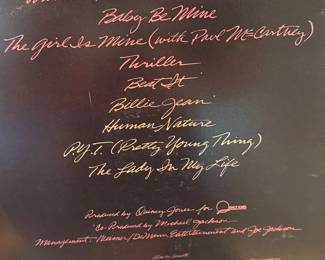 Baby Be Mine
The Girl Is Mine (with Paul McCartney)
Thriller
Beat It
Billie Jean
Human Nature
P.Y.T. (Pretty Young Thing)
The Lady In My Life
Produced by Quincy Jones for
Co-Produced by Michael Jackson
Management: Weisner/DeMann Entertainment and Joe Jackson